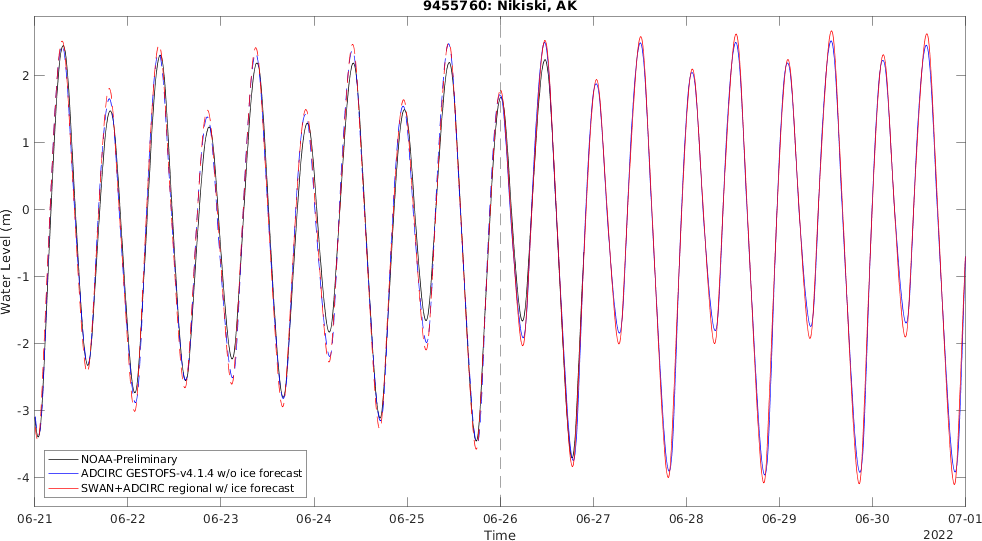 9455760: Nikiski, AK
2
1
0
-1
-2
-3
-4
Water Level (m)
NOAA-Preliminary
ADCIRC GESTOFS-v4.1.4 w/o ice forecast
SWAN+ADCIRC regional w/ ice forecast
06-21 06-22 06-23 06-24 06-25 06-26 06-27 06-28 06-29 06-30 07-01
Time
2022